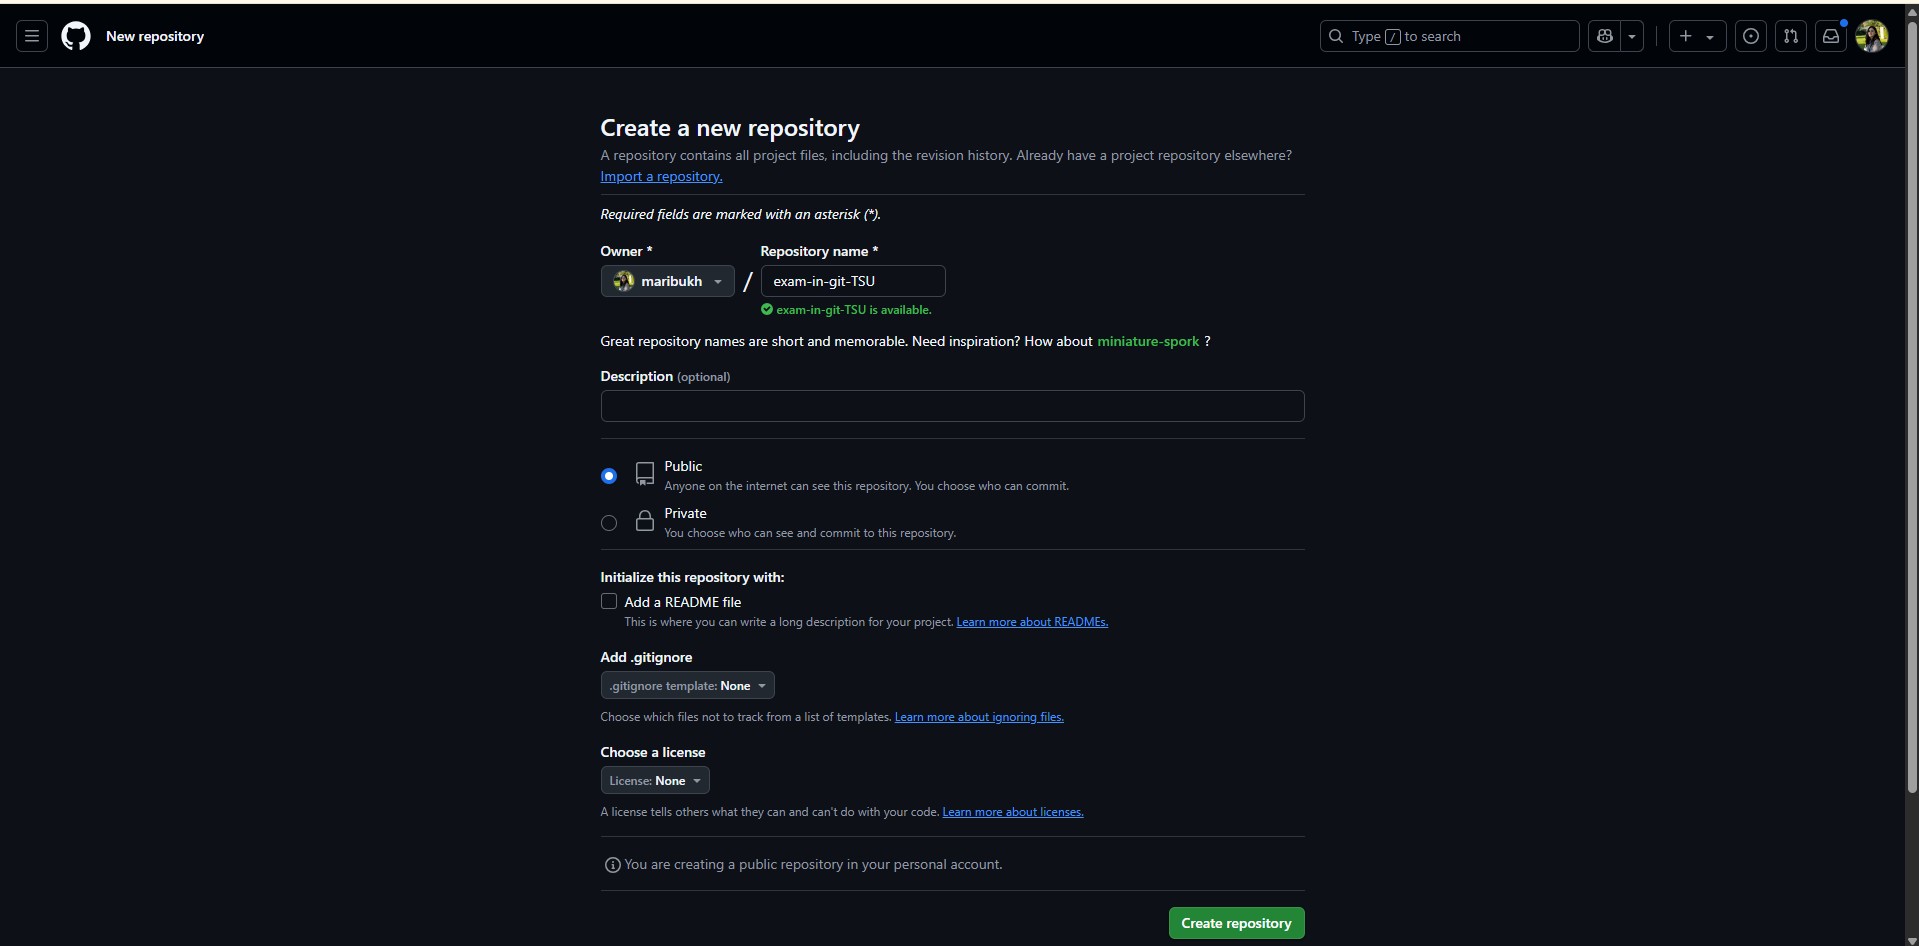 New repository
Type / to search
Create a new repository
A repository contains all project files, including the revision history. Already have a project repository elsewhere?
Import a repository.
Required fields are marked with an asterisk (*).
Owner *
Repository name *
maribukh
/
exam-in-git-TSU
exam-in-git-TSU is available.
Great repository names are short and memorable. Need inspiration? How about miniature-spork ?
Description (optional)
Public
Anyone on the internet can see this repository. You choose who can commit.
Private
You choose who can see and commit to this repository.
Initialize this repository with:
Add a README file
This is where you can write a long description for your project. Learn more about READMEs.
Add .gitignore
.gitignore template: None
Choose which files not to track from a list of templates. Learn more about ignoring files.
Choose a license
License: None
A license tells others what they can and can't do with your code. Learn more about licenses.
You are creating a public repository in your personal account.
Create repository